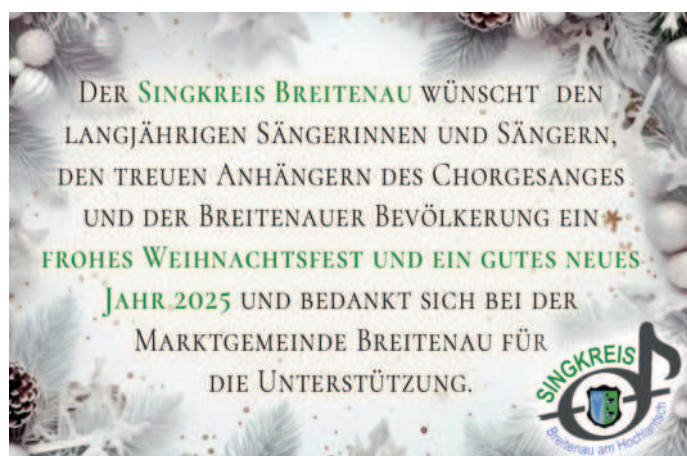 Der Singkreis Breitenau wünscht den
langjährigen Sängerinnen und Sängern,
den treuen Anhängern des Chorgesanges
und der Breitenauer Bevölkerung ein
frohes Weihnachtsfest und ein gutes neues
Jahr 2025 und bedankt sich bei der
Marktgemeinde Breitenau für
die Unterstützung.
SINGKREIS
Breitenau am Hochlantsch